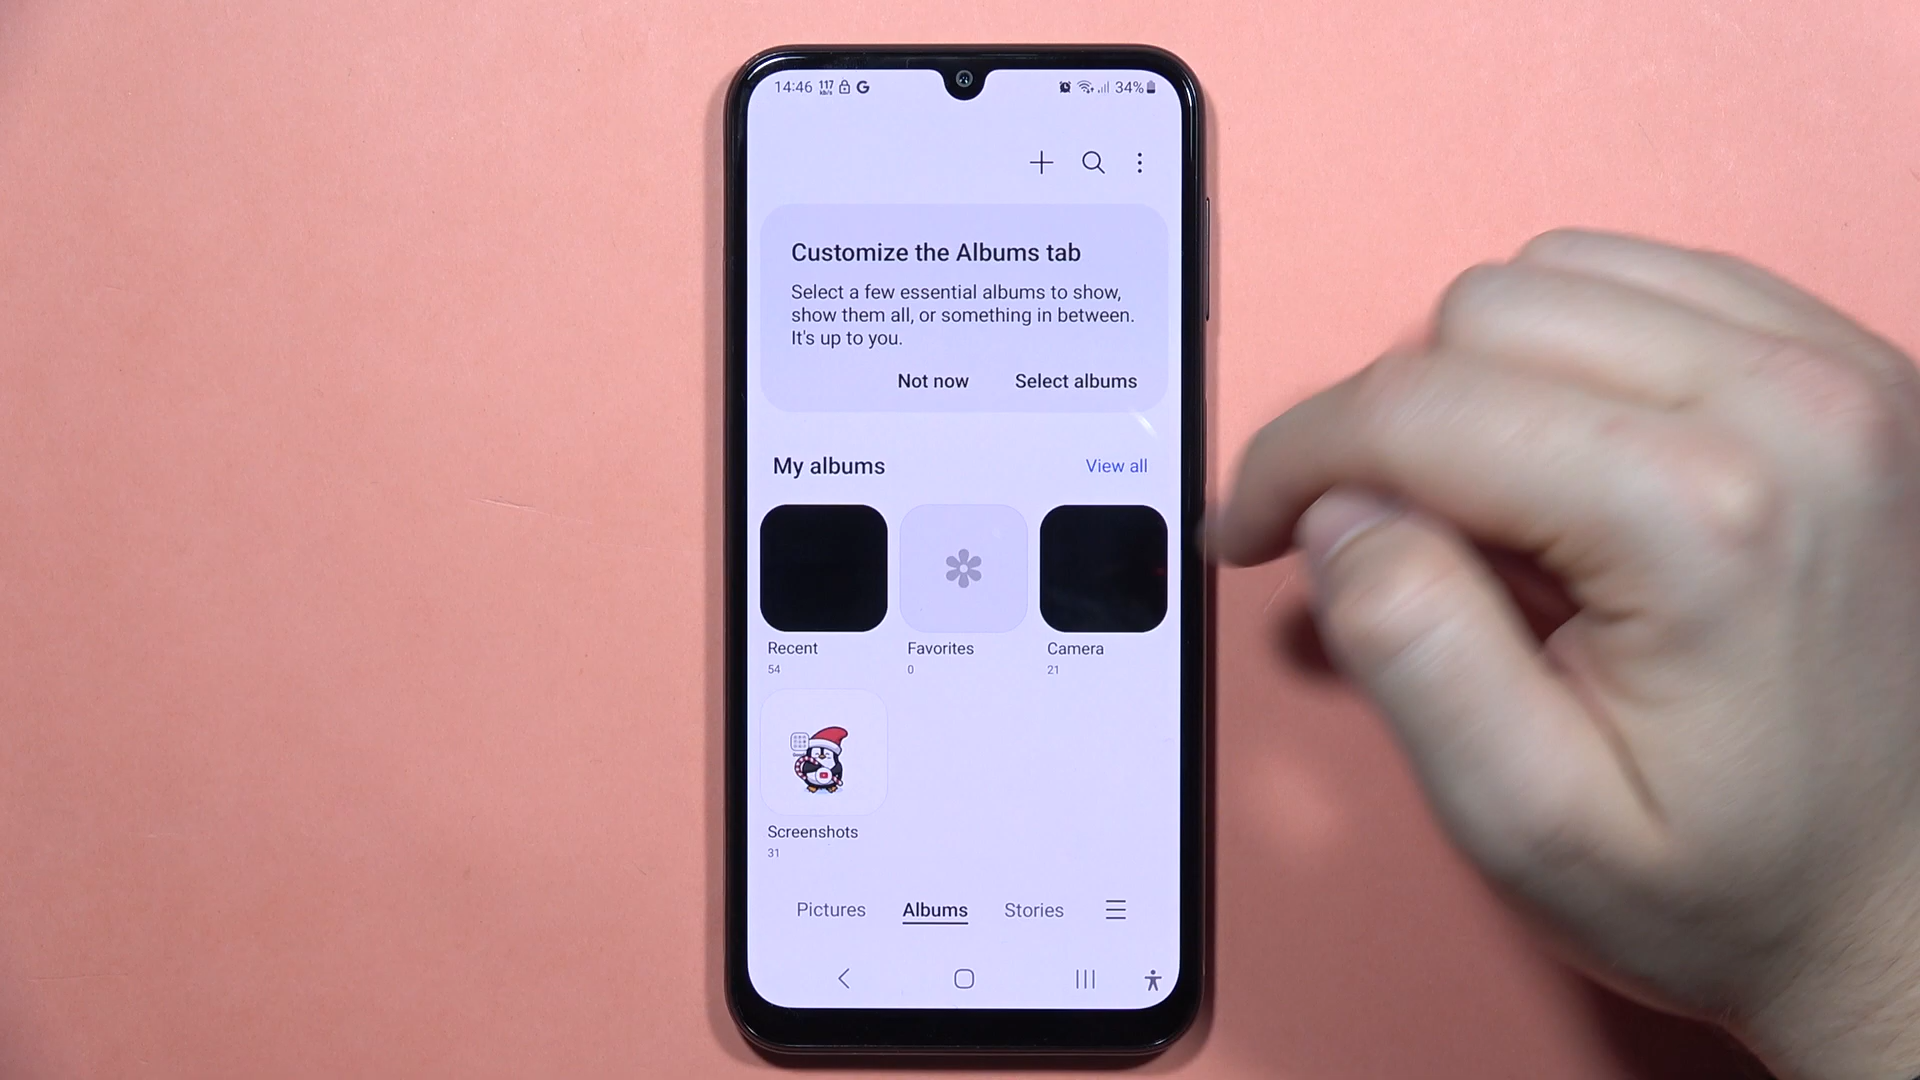 14:46 117 KB/s G 34%
Customize the Albums tab
Select a few essential albums to show,
show them all, or something in between.
It's up to you.
Not now Select albums
My albums View all
Recent Favorites Camera
54 0 21
Screenshots
31
Pictures Albums Stories